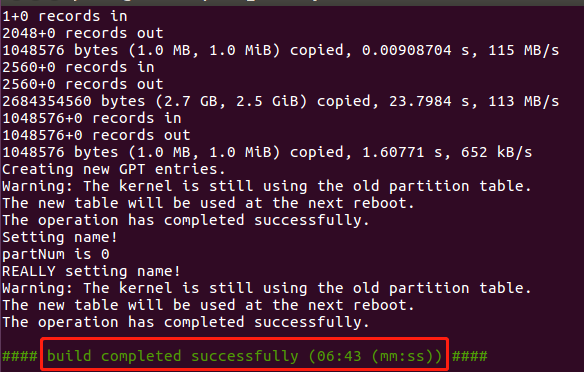 1+0 records in
2048+0 records out
1048576 bytes (1.0 MB, 1.0 MiB) copied, 0.00908704 s, 115 MB/s
2560+0 records in
2560+0 records out
2684354560 bytes (2.7 GB, 2.5 GiB) copied, 23.7984 s, 113 MB/s
1048576+0 records in
1048576+0 records out
1048576 bytes (1.0 MB, 1.0 MiB) copied, 1.60771 s, 652 kB/s
Creating new GPT entries.
Warning: The kernel is still using the old partition table.
The new table will be used at the next reboot.
The operation has completed successfully.
Setting name!
partNum is 0
REALLY setting name!
Warning: The kernel is still using the old partition table.
The new table will be used at the next reboot.
The operation has completed successfully.
#### build completed successfully (06:43 (mm:ss)) ####